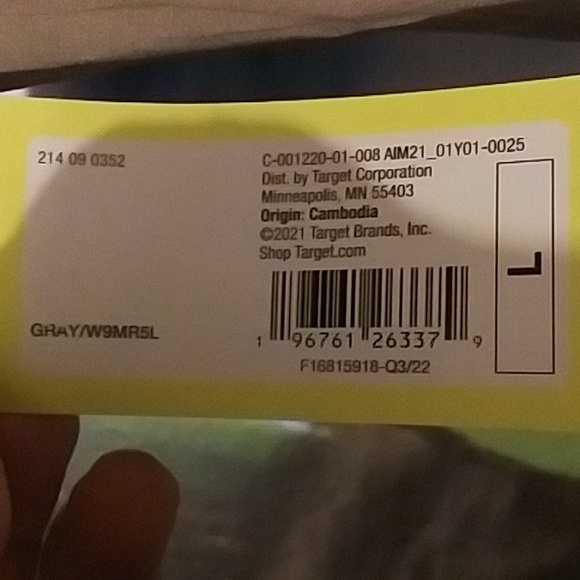 214 09 0352
C-001220-01-008 AIM21_01Y01-0025
Dist. by Target Corporation
Minneapolis, MN 55403
Origin: Cambodia
©2021 Target Brands, Inc.
Shop Target.com
L
GRAY/W9MR5L
1 96761 26337 9
F16815918-Q3/22